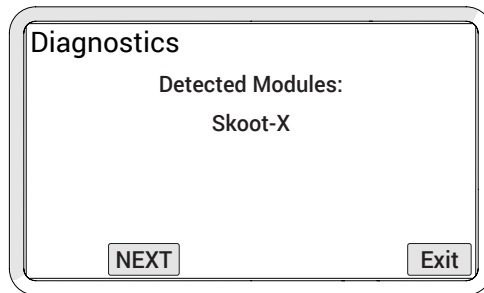 Diagnostics
Detected Modules:
Skoot-X
NEXT
Exit